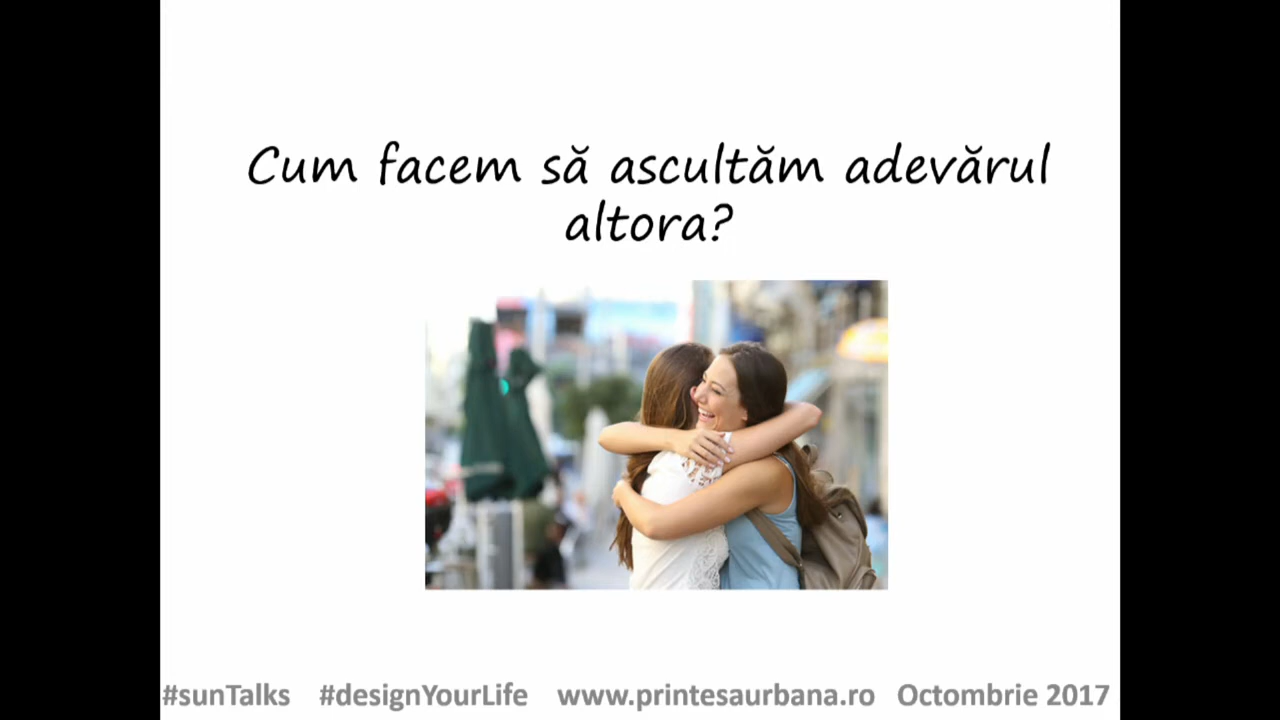 Cum facem să ascultăm adevărul
altora?
#sunTalks #designYourLife www.printesaurbana.ro Octombrie 2017